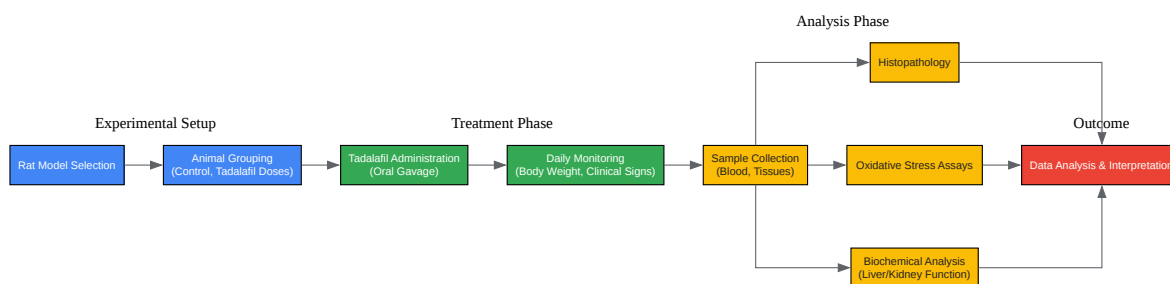 Analysis Phase
Histopathology
Experimental Setup
Treatment Phase
Outcome
Rat Model Selection
Animal Grouping
(Control, Tadalafil Doses)
Tadalafil Administration
(Oral Gavage)
Daily Monitoring
(Body Weight, Clinical Signs)
Sample Collection
(Blood, Tissues)
Oxidative Stress Assays
Data Analysis & Interpretation
Biochemical Analysis
(Liver/Kidney Function)